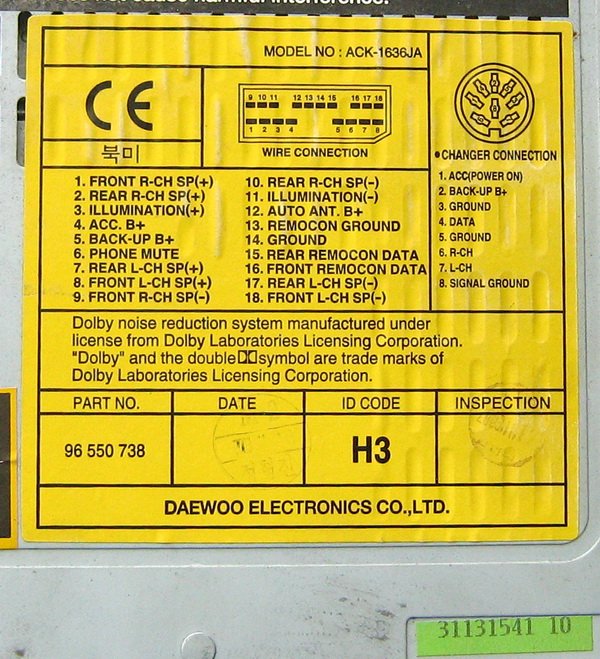 not cause harmful interference.
MODEL NO : ACK-1636JA
CE
북미
9 10 11 12 13 14 15 16 17 18
1 2 3 4 5 6 7 8
WIRE CONNECTION
•CHANGER CONNECTION
1. FRONT R-CH SP(+)
2. REAR R-CH SP(+)
3. ILLUMINATION(+)
4. ACC. B+
5. BACK-UP B+
6. PHONE MUTE
7. REAR L-CH SP(+)
8. FRONT L-CH SP(+)
9. FRONT R-CH SP(-)
10. REAR R-CH SP(-)
11. ILLUMINATION(-)
12. AUTO ANT. B+
13. REMOCON GROUND
14. GROUND
15. REAR REMOCON DATA
16. FRONT REMOCON DATA
17. REAR L-CH SP(-)
18. FRONT L-CH SP(-)
1. ACC(POWER ON)
2. BACK-UP B+
3. GROUND
4. DATA
5. GROUND
6. R-CH
7. L-CH
8. SIGNAL GROUND
Dolby noise reduction system manufactured under
license from Dolby Laboratories Licensing Corporation.
"Dolby" and the double symbol are trade marks of
Dolby Laboratories Licensing Corporation.
PART NO. DATE ID CODE INSPECTION
96 550 738 H3
DAEWOO ELECTRONICS CO.,LTD.
31131541 10